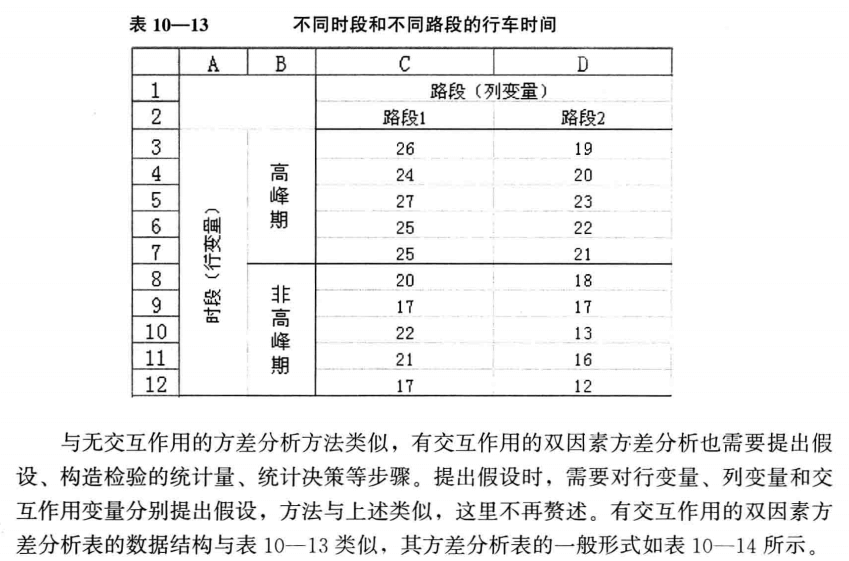 表 10—13 不同时段和不同路段的行车时间
A B C D
1 路段（列变量）
2 路段1 路段2
3 26 19
4 24 20
5 27 23
6 25 22
7 25 21
8 20 18
9 17 17
10 22 13
11 21 16
12 17 12
时段（行变量）
高峰期
非高峰期
与无交互作用的方差分析方法类似，有交互作用的双因素方差分析也需要提出假
设、构造检验的统计量、统计决策等步骤。提出假设时，需要对行变量、列变量和交
互作用变量分别提出假设，方法与上述类似，这里不再赘述。有交互作用的双因素方
差分析表的数据结构与表 10—13 类似，其方差分析表的一般形式如表 10—14 所示。